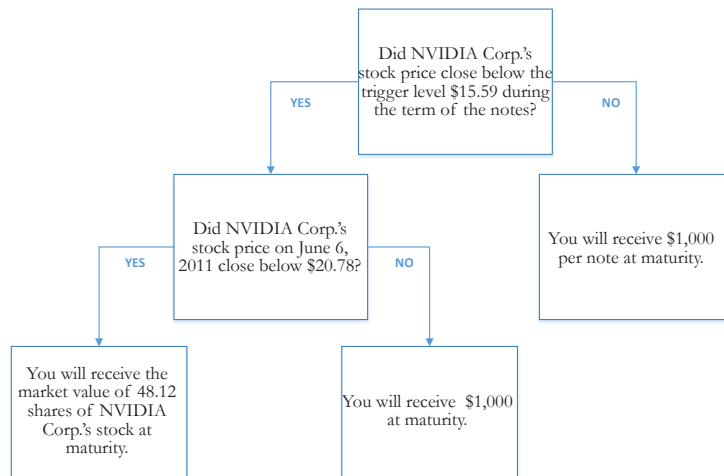 Did NVIDIA Corp.'s
stock price close below the
trigger level $15.59 during
the term of the notes?
YES
NO
Did NVIDIA Corp.'s
stock price on June 6,
2011 close below $20.78?
You will receive $1,000
per note at maturity.
YES
NO
You will receive the
market value of 48.12
shares of NVIDIA
Corp.'s stock at
maturity.
You will receive $1,000
at maturity.